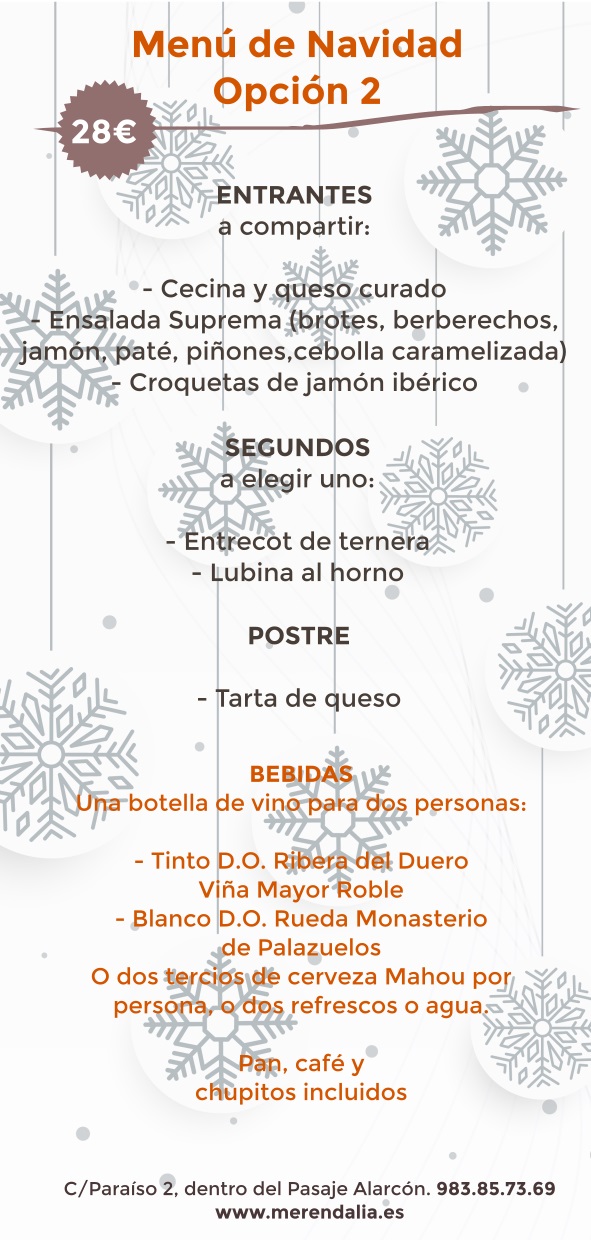 Menú de Navidad
Opción 2
28€
ENTRANTES
a compartir:
- Cecina y queso curado
- Ensalada Suprema (brotes, berberechos,
jamón, paté, piñones,cebolla caramelizada)
- Croquetas de jamón ibérico
SEGUNDOS
a elegir uno:
- Entrecot de ternera
- Lubina al horno
POSTRE
- Tarta de queso
BEBIDAS
Una botella de vino para dos personas:
- Tinto D.O. Ribera del Duero
Viña Mayor Roble
- Blanco D.O. Rueda Monasterio
de Palazuelos
O dos tercios de cerveza Mahou por
persona, o dos refrescos o agua.
Pan, café y
chupitos incluidos
C/Paraíso 2, dentro del Pasaje Alarcón. 983.85.73.69
www.merendalia.es